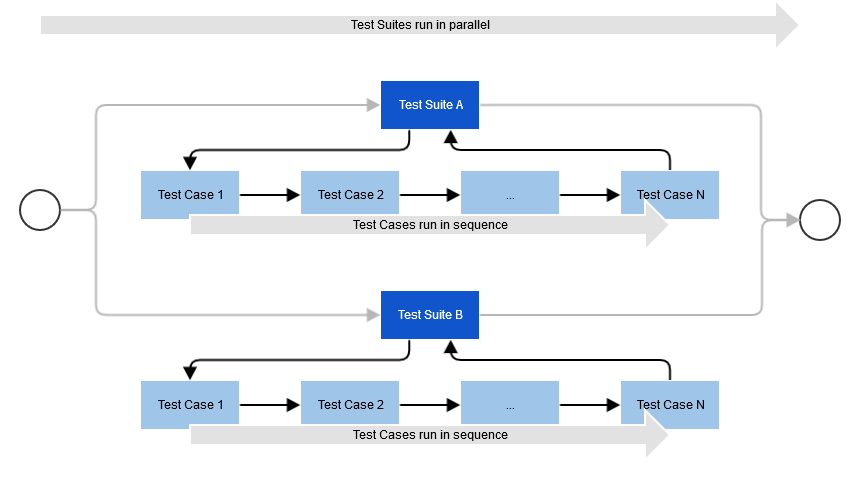 Test Suites run in parallel
Test Suite A
Test Case 1
Test Case 2
...
Test Case N
Test Cases run in sequence
Test Suite B
Test Case 1
Test Case 2
...
Test Case N
Test Cases run in sequence